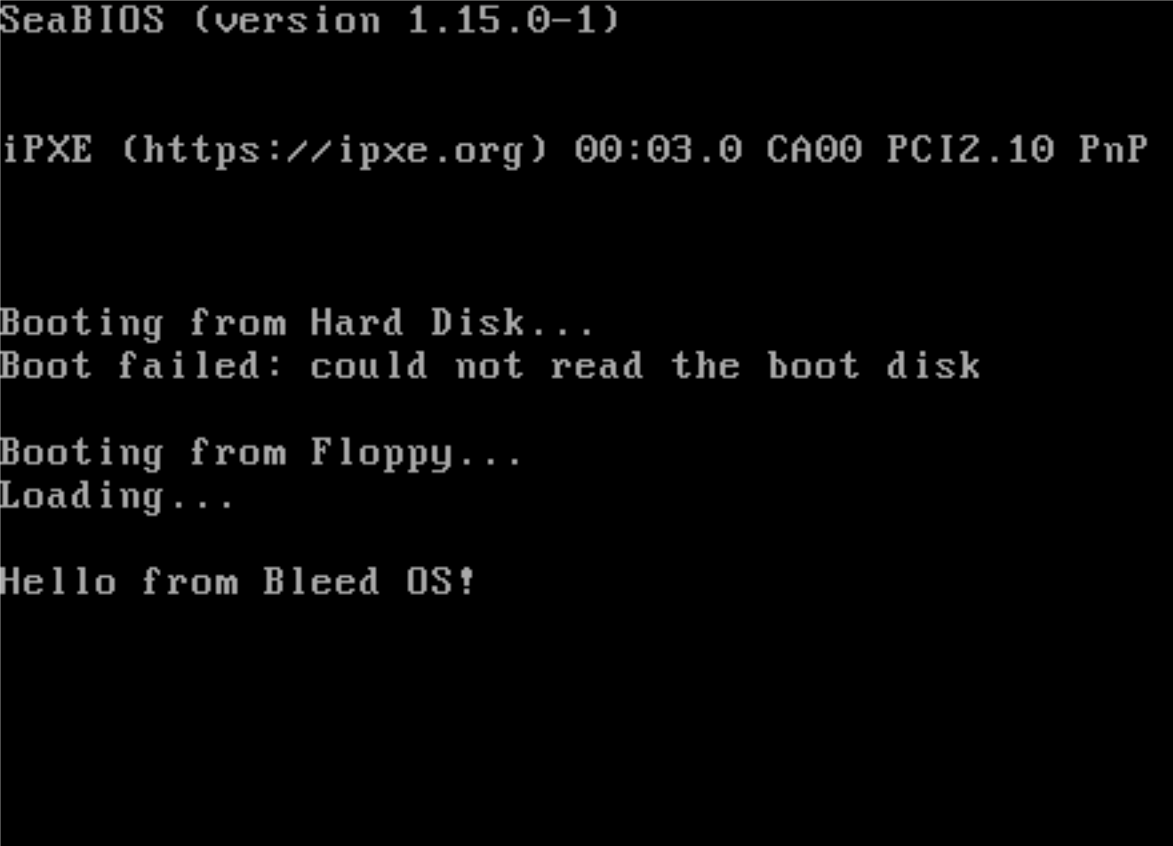 SeaBIOS (version 1.15.0-1)
iPXE (https://ipxe.org) 00:03.0 CA00 PCI2.10 PnP
Booting from Hard Disk...
Boot failed: could not read the boot disk
Booting from Floppy...
Loading...
Hello from Bleed OS!